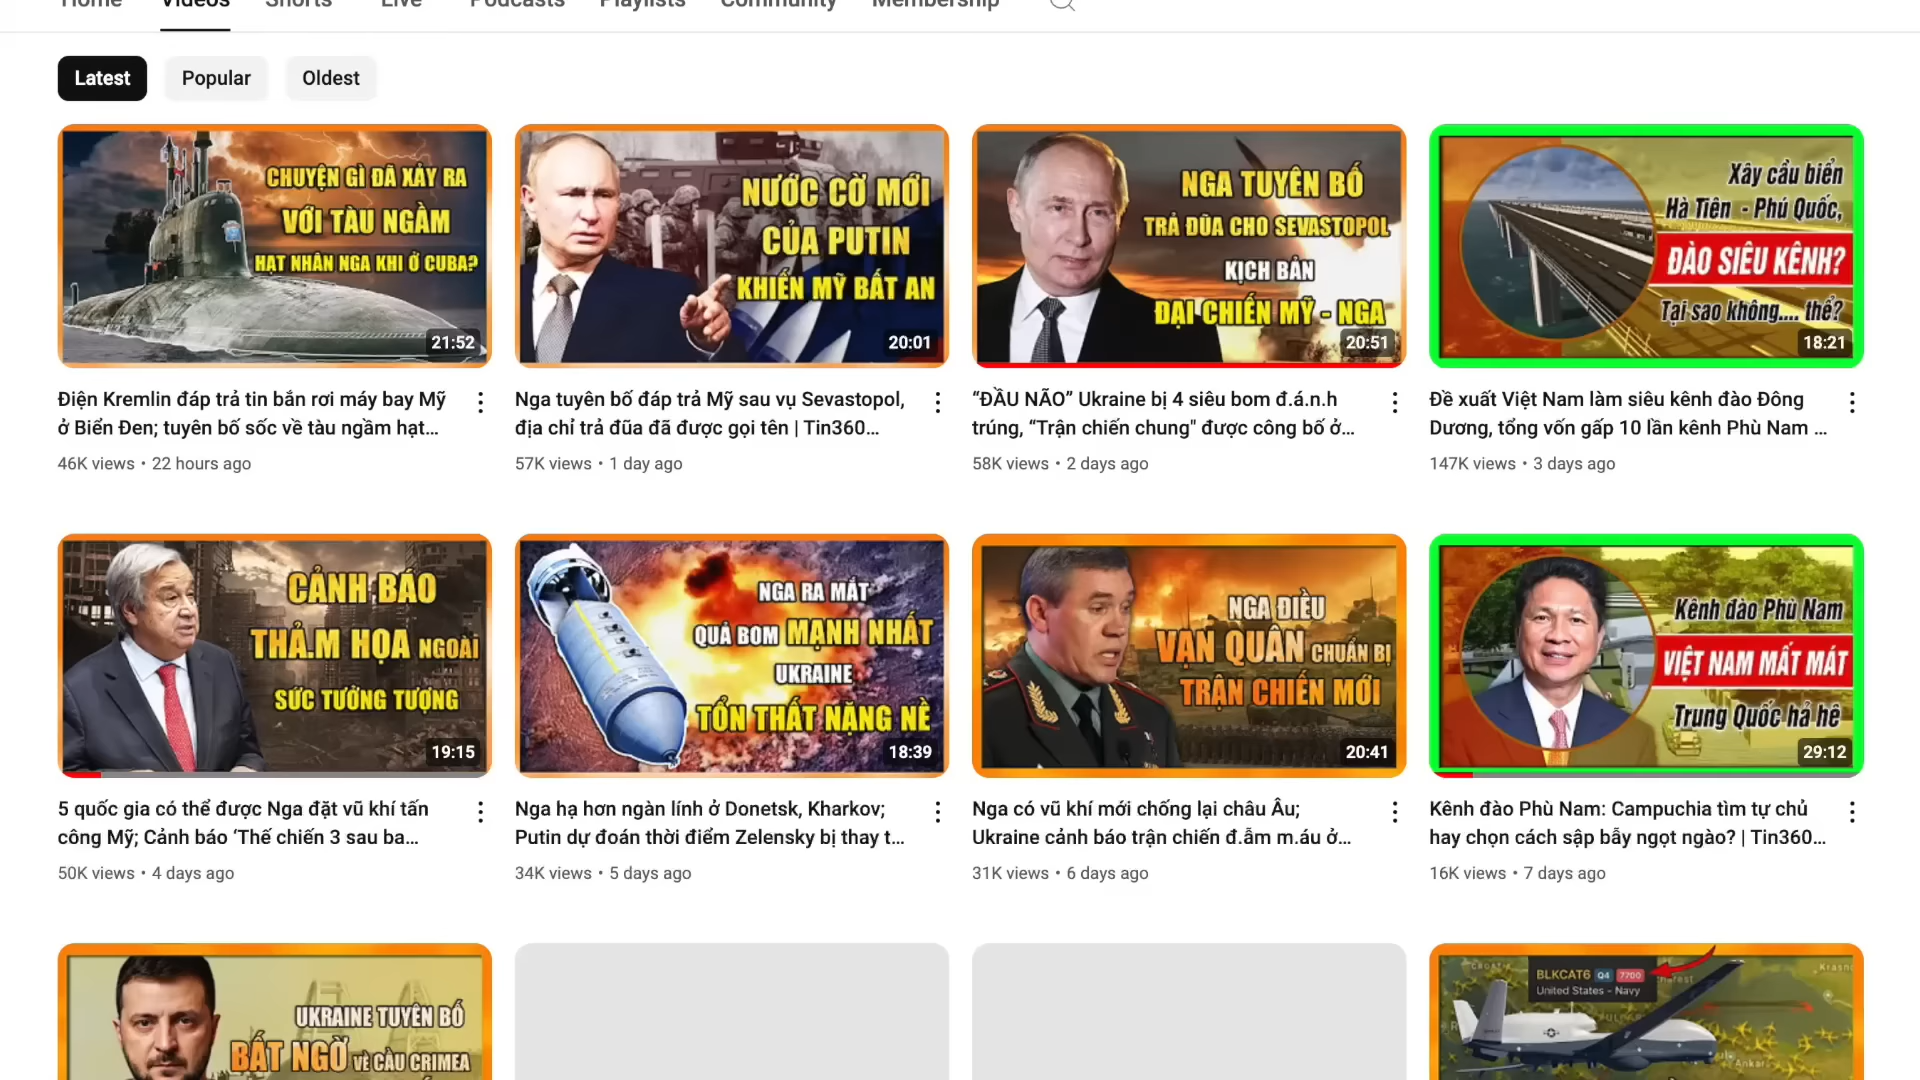 Home Videos Shorts Live Podcasts Playlists Community Membership
Latest Popular Oldest
CHUYỆN GÌ ĐÃ XẢY RA
VỚI TÀU NGẦM
HẠT NHÂN NGA KHI Ở CUBA?
21:52
NƯỚC CỜ MỚI
CỦA PUTIN
KHIẾN MỸ BẤT AN
20:01
NGA TUYÊN BỐ
TRẢ ĐŨA CHO SEVASTOPOL
KỊCH BẢN
ĐẠI CHIẾN MỸ - NGA
20:51
Xây cầu biển
Hà Tiên - Phú Quốc,
ĐÀO SIÊU KÊNH?
Tại sao không.... thể?
18:21
Điện Kremlin đáp trả tin bắn rơi máy bay Mỹ
ở Biển Đen; tuyên bố sốc về tàu ngầm hạt...
46K views • 22 hours ago
Nga tuyên bố đáp trả Mỹ sau vụ Sevastopol,
địa chỉ trả đũa đã được gọi tên | Tin360...
57K views • 1 day ago
“ĐẦU NÃO” Ukraine bị 4 siêu bom đ.á.n.h
trúng, “Trận chiến chung" được công bố ở...
58K views • 2 days ago
Đề xuất Việt Nam làm siêu kênh đào Đông
Dương, tổng vốn gấp 10 lần kênh Phù Nam ...
147K views • 3 days ago
CẢNH BÁO
THẢ.M HỌA NGOÀI
SỨC TƯỞNG TƯỢNG
19:15
NGA RA MẮT
QUẢ BOM MẠNH NHẤT
UKRAINE
TỔN THẤT NẶNG NỀ
18:39
NGA ĐIỀU
VẠN QUÂN CHUẨN BỊ
TRẬN CHIẾN MỚI
20:41
Kênh đào Phù Nam
VIỆT NAM MẤT MÁT
Trung Quốc hả hê
29:12
5 quốc gia có thể được Nga đặt vũ khí tấn
công Mỹ; Cảnh báo ‘Thế chiến 3 sau ba...
50K views • 4 days ago
Nga hạ hơn ngàn lính ở Donetsk, Kharkov;
Putin dự đoán thời điểm Zelensky bị thay t...
34K views • 5 days ago
Nga có vũ khí mới chống lại châu Âu;
Ukraine cảnh báo trận chiến đ.ẫm m.áu ở...
31K views • 6 days ago
Kênh đào Phù Nam: Campuchia tìm tự chủ
hay chọn cách sập bẫy ngọt ngào? | Tin360...
16K views • 7 days ago
UKRAINE TUYÊN BỐ
BẤT NGỜ VỀ CẦU CRIMEA
BLKCAT6 Q4 7700
United States - Navy